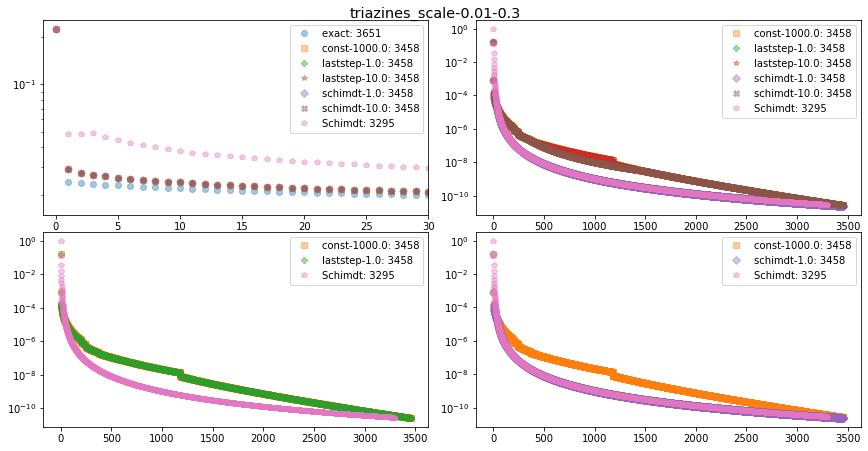 triazines_scale-0.01-0.3
exact: 3651
const-1000.0: 3458
laststep-1.0: 3458
laststep-10.0: 3458
schimdt-1.0: 3458
schimdt-10.0: 3458
Schimdt: 3295
10⁻¹
0 5 10 15 20 25 30
const-1000.0: 3458
laststep-1.0: 3458
laststep-10.0: 3458
schimdt-1.0: 3458
schimdt-10.0: 3458
Schimdt: 3295
10⁰
10⁻²
10⁻⁴
10⁻⁶
10⁻⁸
10⁻¹⁰
0 500 1000 1500 2000 2500 3000 3500
const-1000.0: 3458
laststep-1.0: 3458
Schimdt: 3295
10⁰
10⁻²
10⁻⁴
10⁻⁶
10⁻⁸
10⁻¹⁰
0 500 1000 1500 2000 2500 3000 3500
const-1000.0: 3458
schimdt-1.0: 3458
Schimdt: 3295
10⁰
10⁻²
10⁻⁴
10⁻⁶
10⁻⁸
10⁻¹⁰
0 500 1000 1500 2000 2500 3000 3500